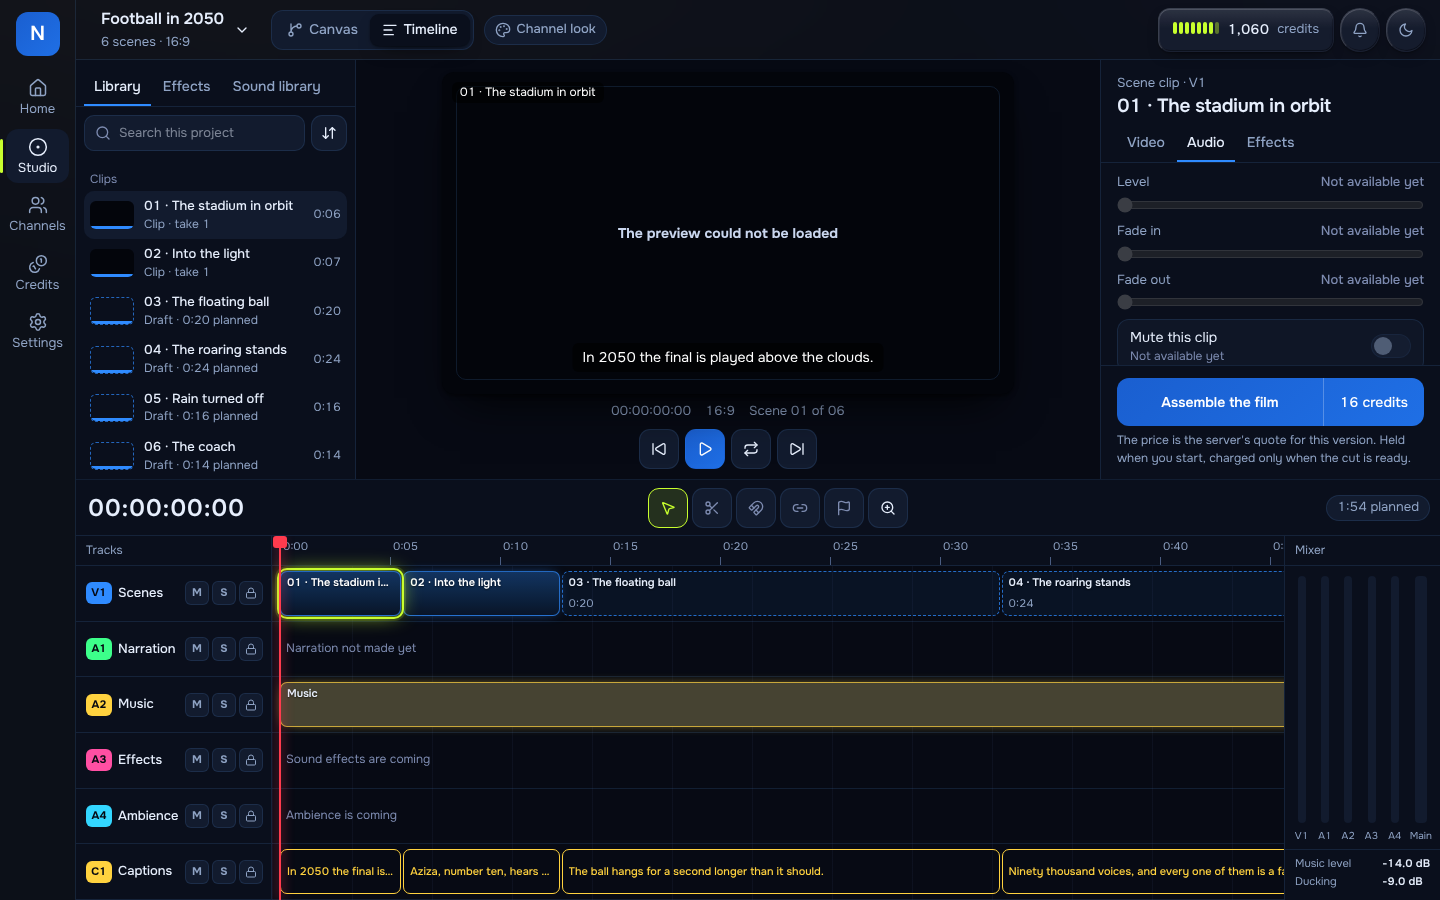 N
Football in 2050
6 scenes · 16:9
Canvas
Timeline
Channel look
1,060 credits
Home
Studio
Channels
Credits
Settings
Library
Effects
Sound library
Search this project
Clips
01 · The stadium in orbit
Clip · take 1
0:06
02 · Into the light
Clip · take 1
0:07
03 · The floating ball
Draft · 0:20 planned
0:20
04 · The roaring stands
Draft · 0:24 planned
0:24
05 · Rain turned off
Draft · 0:16 planned
0:16
06 · The coach
Draft · 0:14 planned
0:14
01 · The stadium in orbit
The preview could not be loaded
In 2050 the final is played above the clouds.
00:00:00:00 16:9 Scene 01 of 06
Scene clip · V1
01 · The stadium in orbit
Video
Audio
Effects
Level Not available yet
Fade in Not available yet
Fade out Not available yet
Mute this clip
Not available yet
Assemble the film 16 credits
The price is the server's quote for this version. Held
when you start, charged only when the cut is ready.
00:00:00:00
1:54 planned
Tracks
0:00 0:05 0:10 0:15 0:20 0:25 0:30 0:35 0:40 0:
Mixer
V1 Scenes M S
01 · The stadium i... 02 · Into the light 03 · The floating ball 04 · The roaring stands
0:20 0:24
A1 Narration M S
Narration not made yet
A2 Music M S
Music
A3 Effects M S
Sound effects are coming
A4 Ambience M S
Ambience is coming
C1 Captions M S
In 2050 the final is... Aziza, number ten, hears ... The ball hangs for a second longer than it should. Ninety thousand voices, and every one of them is a fa
V1 A1 A2 A3 A4 Main
Music level -14.0 dB
Ducking -9.0 dB